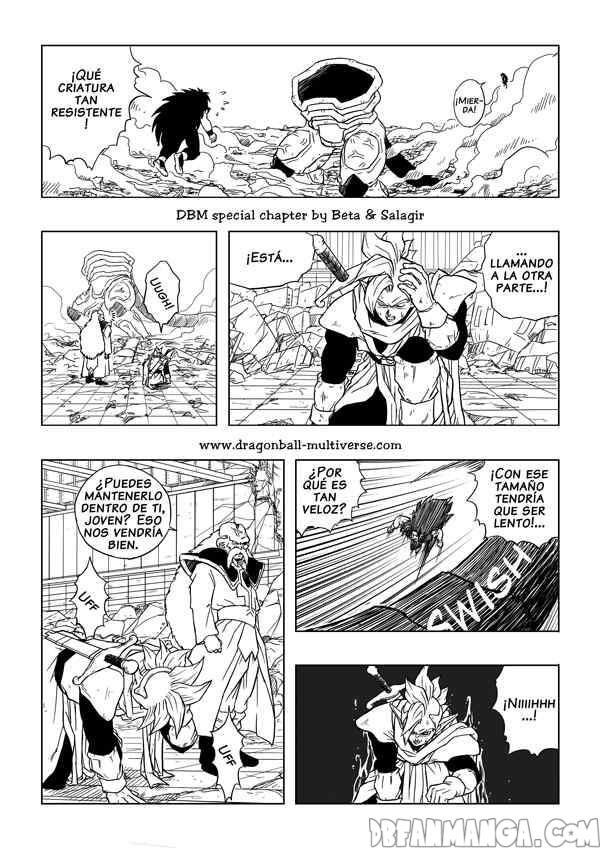 ¡QUÉ
CRIATURA
TAN
RESISTENTE
!
¡MIER-
DA!
DBM special chapter by Beta & Salagir
UUGH!
¡ESTÁ...
...
LLAMANDO
A LA OTRA
PARTE...!
www.dragonball-multiverse.com
¿PUEDES
MANTENERLO
DENTRO DE TI,
JOVEN? ESO
NOS VENDRÍA
BIEN.
UFF
UFF
¿POR
QUÉ ES
TAN
VELOZ?
¡CON ESE
TAMAÑO
TENDRÍA
QUE SER
LENTO!...
SWISH
¡NIIIIHHH
...!
DBFANMANGA.COM